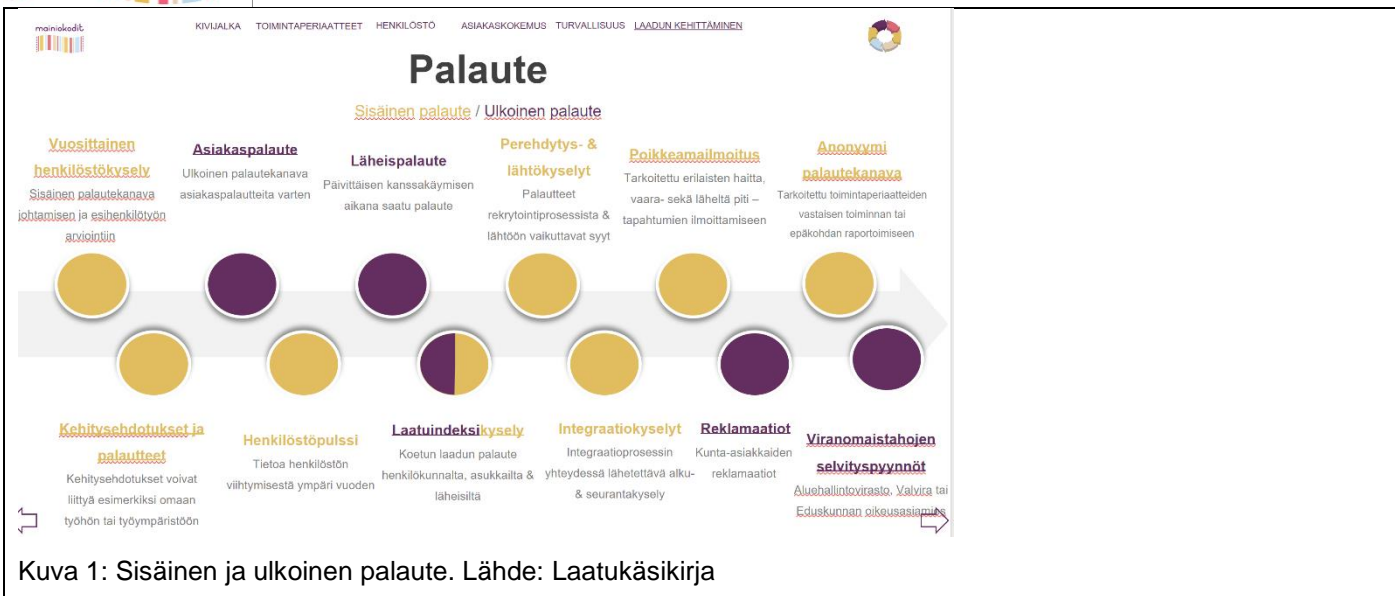 mainiokodit
KIVIJALKA TOIMINTAPERIAATTEET HENKILÖSTÖ ASIAKASKOKEMUS TURVALLISUUS LAADUN KEHITTÄMINEN
Palaute
Sisäinen palaute / Ulkoinen palaute
Vuosittainen
henkilöstökysely
Sisäinen palautekanava
johtamisen ja esihenkilötyön
arviointiin
Asiakaspalaute
Ulkoinen palautekanava
asiakaspalautteita varten
Läheispalaute
Päivittäisen kanssakäymisen
aikana saatu palaute
Perehdytys- &
lähtökyselyt
Palautteet
rekrytointiprosessista &
lähtöön vaikuttavat syyt
Poikkeamailmoitus
Tarkoitettu erilaisten haitta,
vaara- sekä läheltä piti –
tapahtumien ilmoittamiseen
Anonyymi
palautekanava
Tarkoitettu toimintaperiaatteiden
vastaisen toiminnan tai
epäkohdan raportoimiseen
Kehitysehdotukset ja
palautteet
Kehitysehdotukset voivat
liittyä esimerkiksi omaan
työhön tai työympäristöön
Henkilöstöpulssi
Tietoa henkilöstön
viihtymisestä ympäri vuoden
Laatuindeksikysely
Koetun laadun palaute
henkilökunnalta, asukkailta &
läheisiltä
Integraatiokyselyt
Integraatioprosessin
yhteydessä lähetettävä alku-
& seurantakysely
Reklamaatiot
Kunta-asiakkaiden
reklamaatiot
Viranomaistahojen
selvityspyynnöt
Aluehallintovirasto, Valvira tai
Eduskunnan oikeusasiamies
Kuva 1: Sisäinen ja ulkoinen palaute. Lähde: Laatukäsikirja